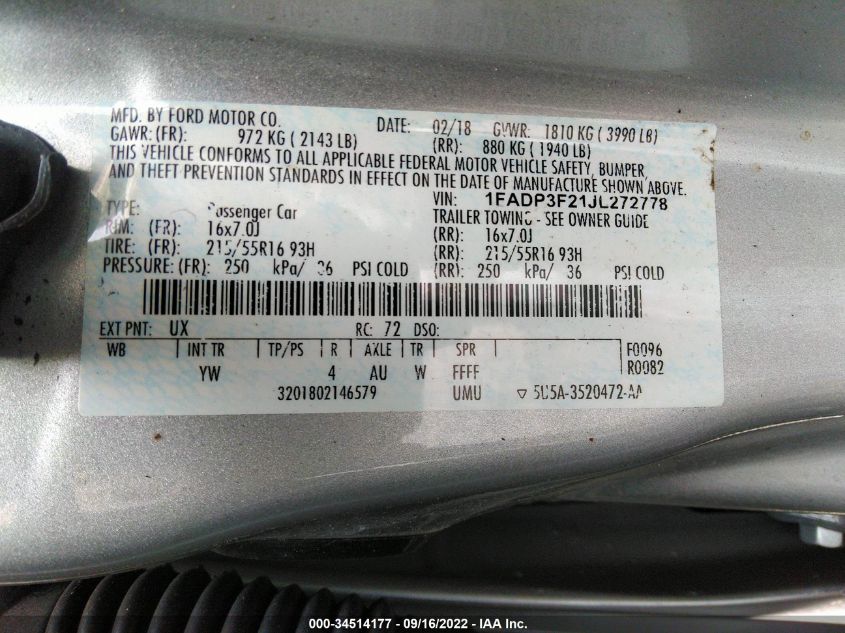 MFD. BY FORD MOTOR CO. DATE: 02/18 GVWR: 1810 KG ( 3990 LB)
GAWR:(FR): 972 KG ( 2143 LB) (RR): 880 KG ( 1940 LB)
THIS VEHICLE CONFORMS TO ALL APPLICABLE FEDERAL MOTOR VEHICLE SAFETY, BUMPER,
AND THEFT PREVENTION STANDARDS IN EFFECT ON THE DATE OF MANUFACTURE SHOWN ABOVE.
VIN: 1FADP3F21JL272778
TYPE: Passenger Car TRAILER TOWING - SEE OWNER GUIDE
RIM: (FR): 16x7.0J (RR): 16x7.0J
TIRE: (FR): 215/55R16 93H (RR): 215/55R16 93H
PRESSURE: (FR): 250 kPa/ 36 PSI COLD (RR): 250 kPa/ 36 PSI COLD
EXT PNT: UX RC: 72 DSO:
WB INT TR TP/PS R AXLE TR SPR F0096
YW 4 AU W FFFF R0082
3201802146579 UMU ▽ 5U5A-3520472-AA
000-34514177 - 09/16/2022 - IAA Inc.